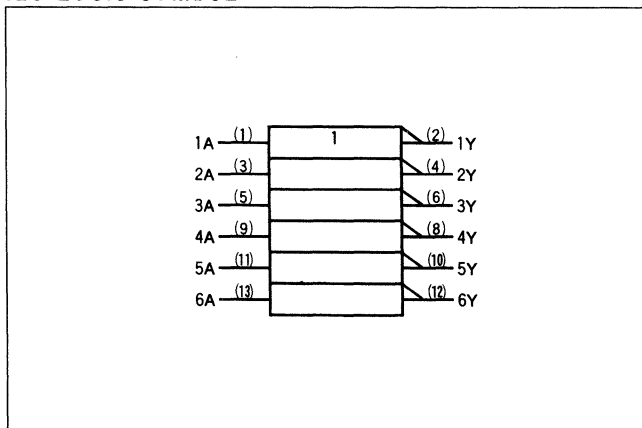 1A (1) 1 (2) 1Y
2A (3) (4) 2Y
3A (5) (6) 3Y
4A (9) (8) 4Y
5A (11) (10) 5Y
6A (13) (12) 6Y